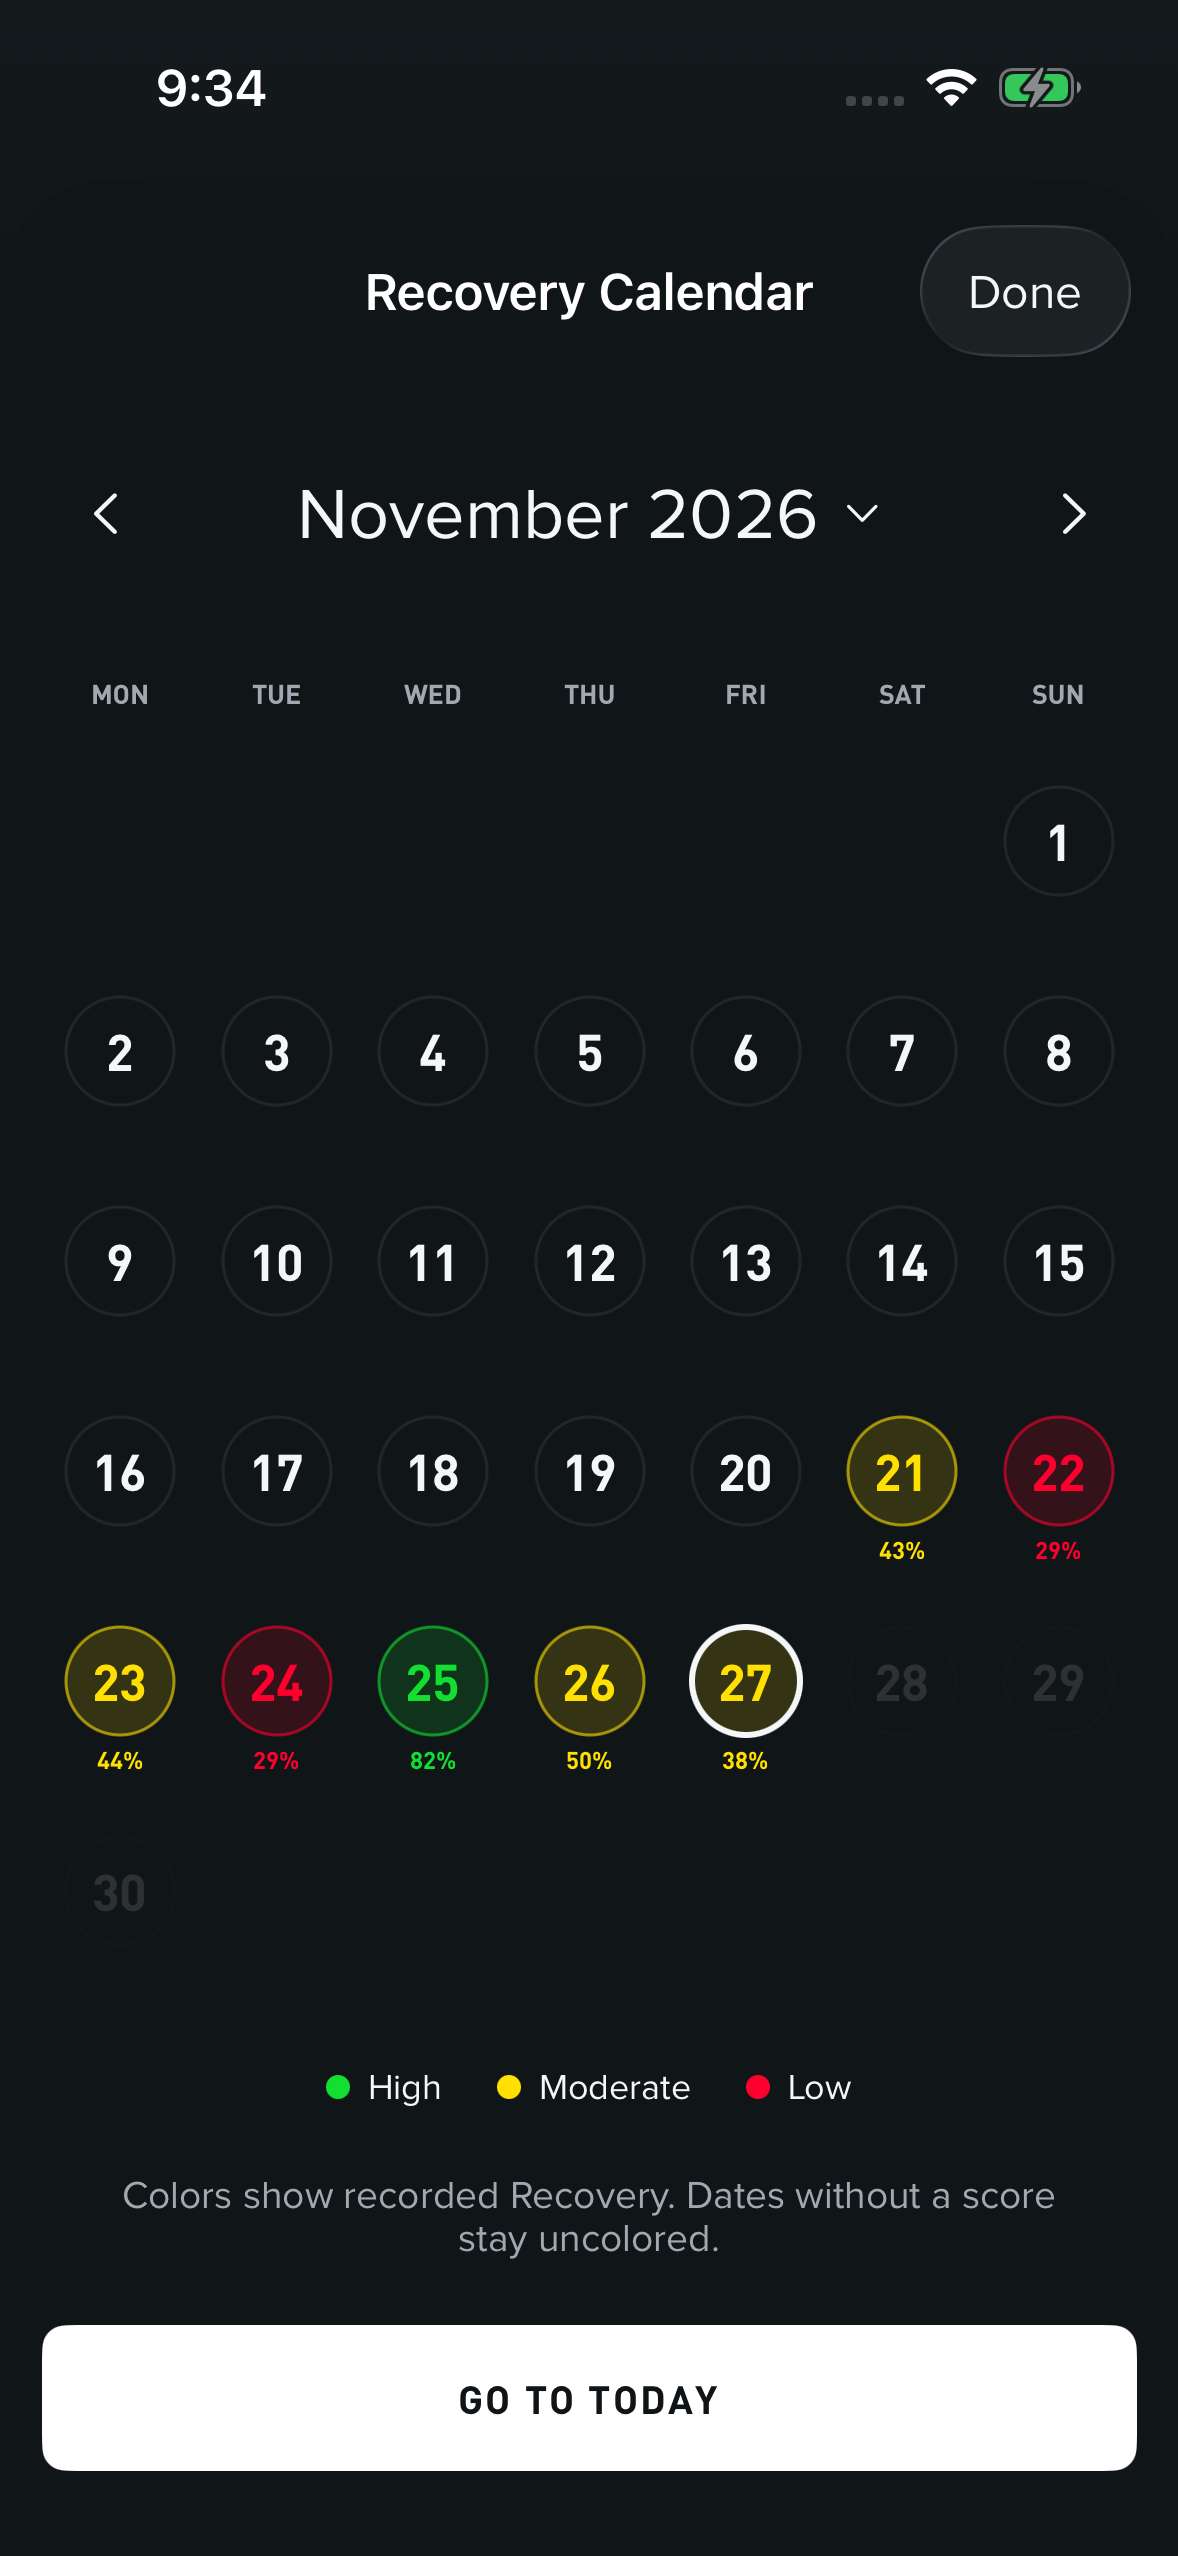 9:34
Recovery Calendar
Done
November 2026
MON TUE WED THU FRI SAT SUN
1
2 3 4 5 6 7 8
9 10 11 12 13 14 15
16 17 18 19 20 21 22
43% 29%
23 24 25 26 27 28 29
44% 29% 82% 50% 38%
30
High Moderate Low
Colors show recorded Recovery. Dates without a score
stay uncolored.
GO TO TODAY